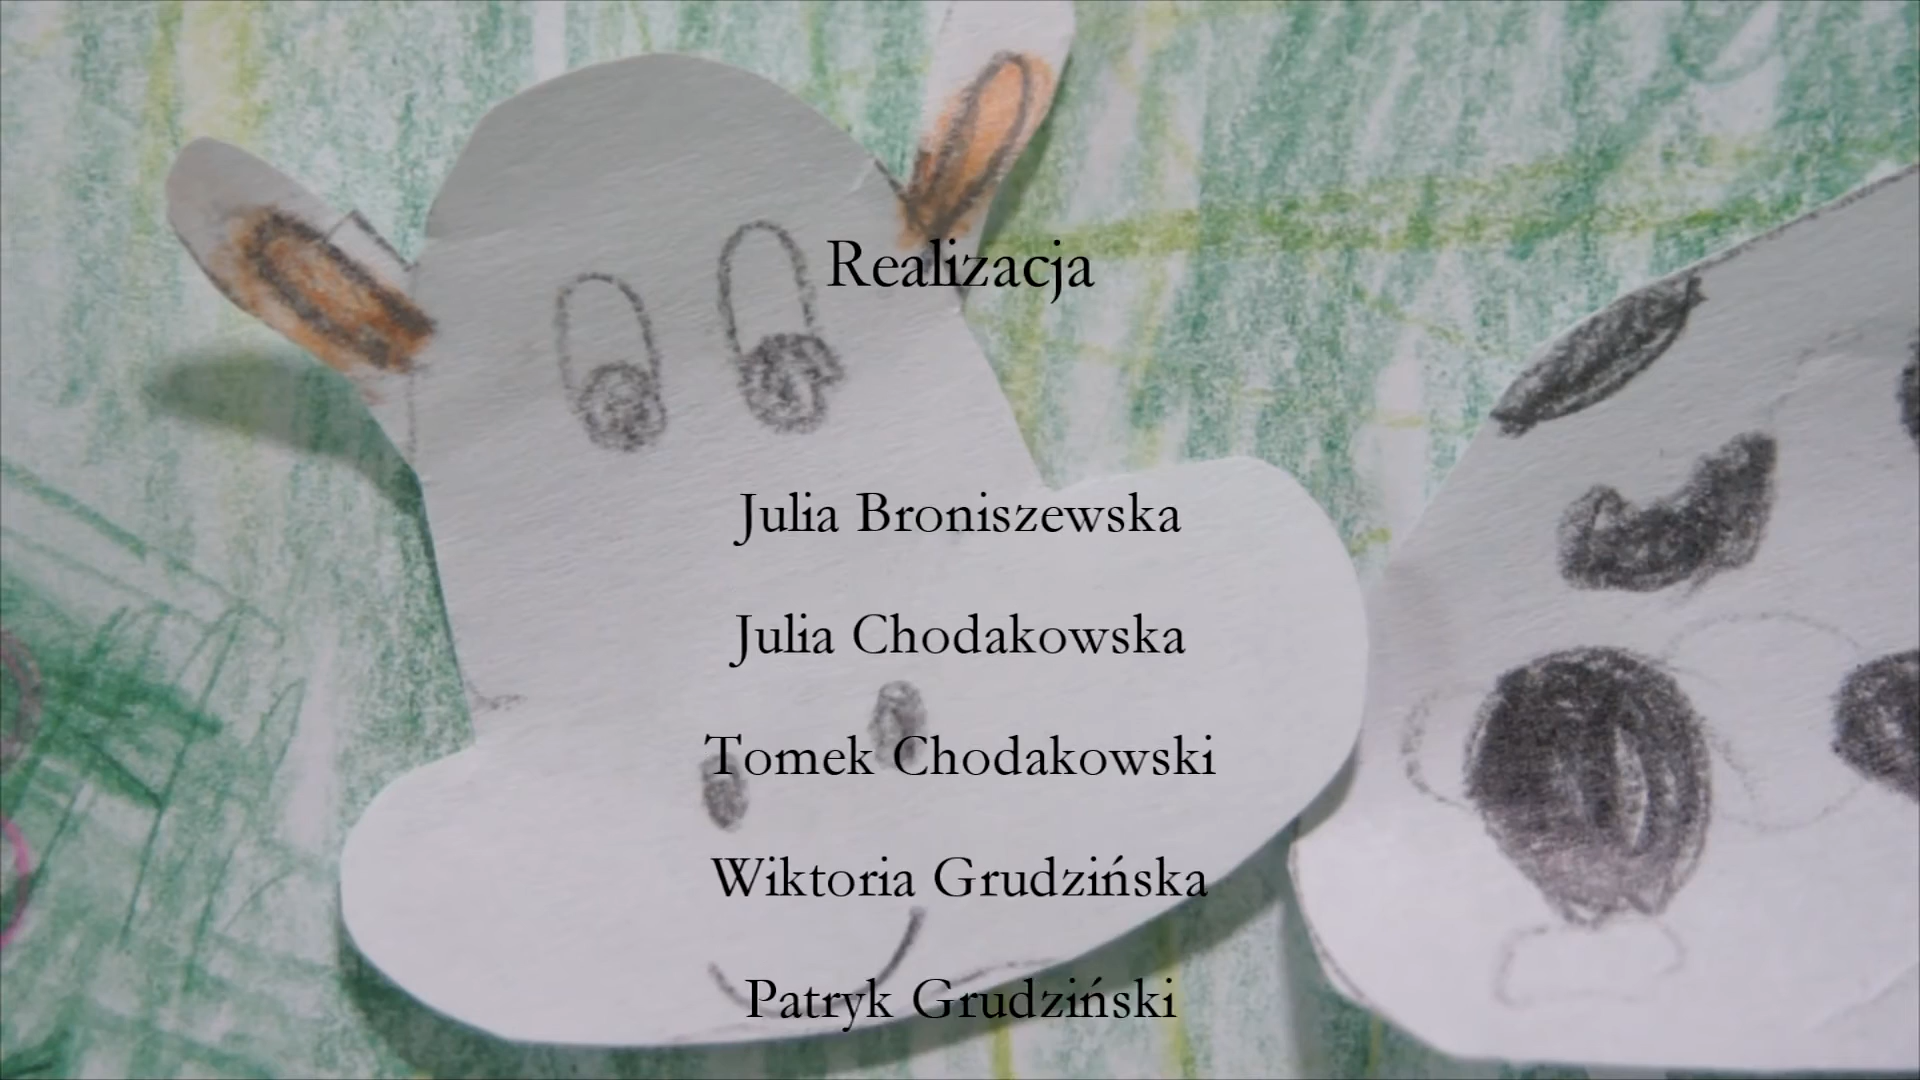 Realizacja
Julia Broniszewska
Julia Chodakowska
Tomek Chodakowski
Wiktoria Grudzińska
Patryk Grudziński